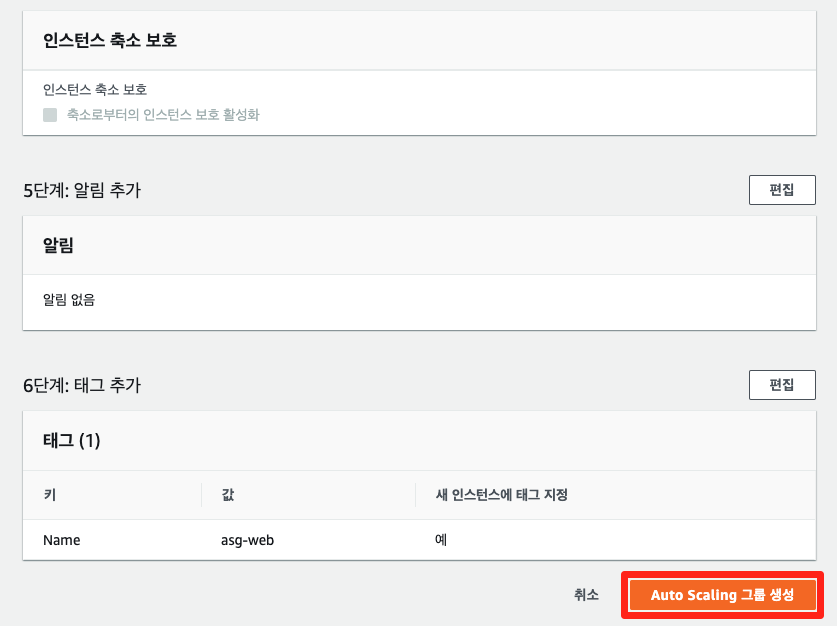 인스턴스 축소 보호
인스턴스 축소 보호
축소로부터의 인스턴스 보호 활성화
5단계: 알림 추가
편집
알림
알림 없음
6단계: 태그 추가
편집
태그 (1)
키 값 새 인스턴스에 태그 지정
Name asg-web 예
취소 Auto Scaling 그룹 생성